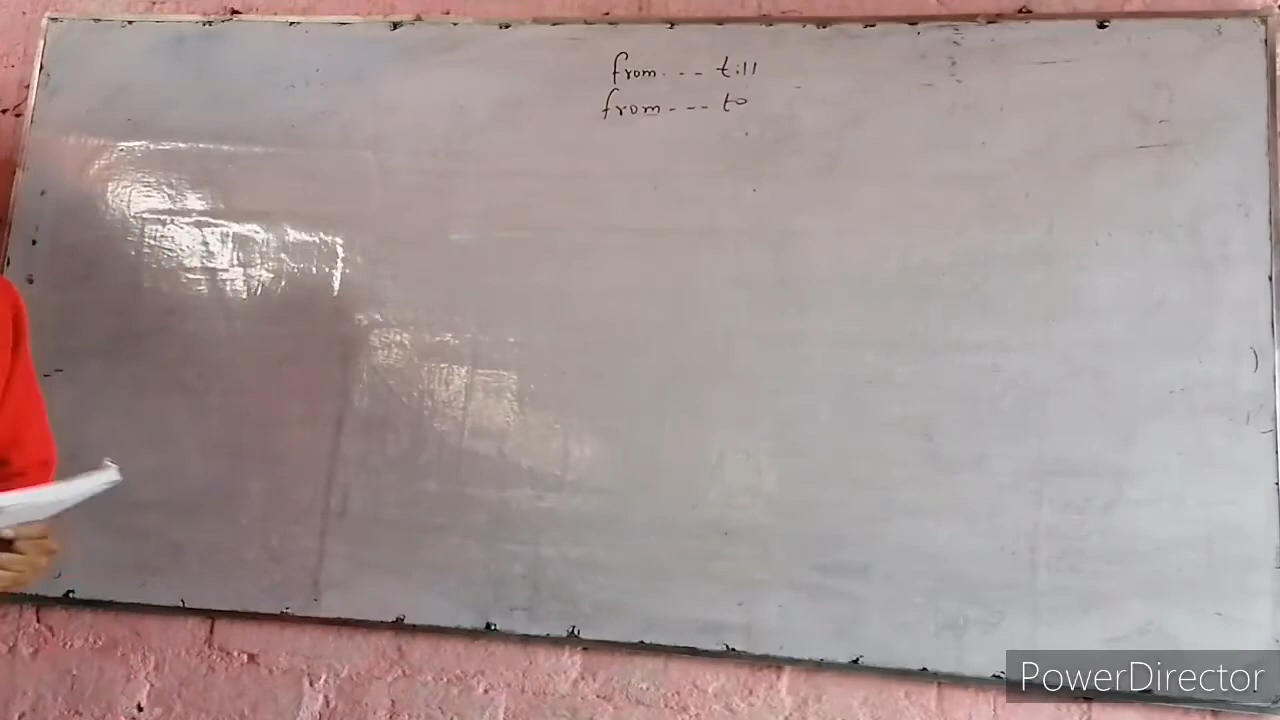 from --- till
from --- to
PowerDirector